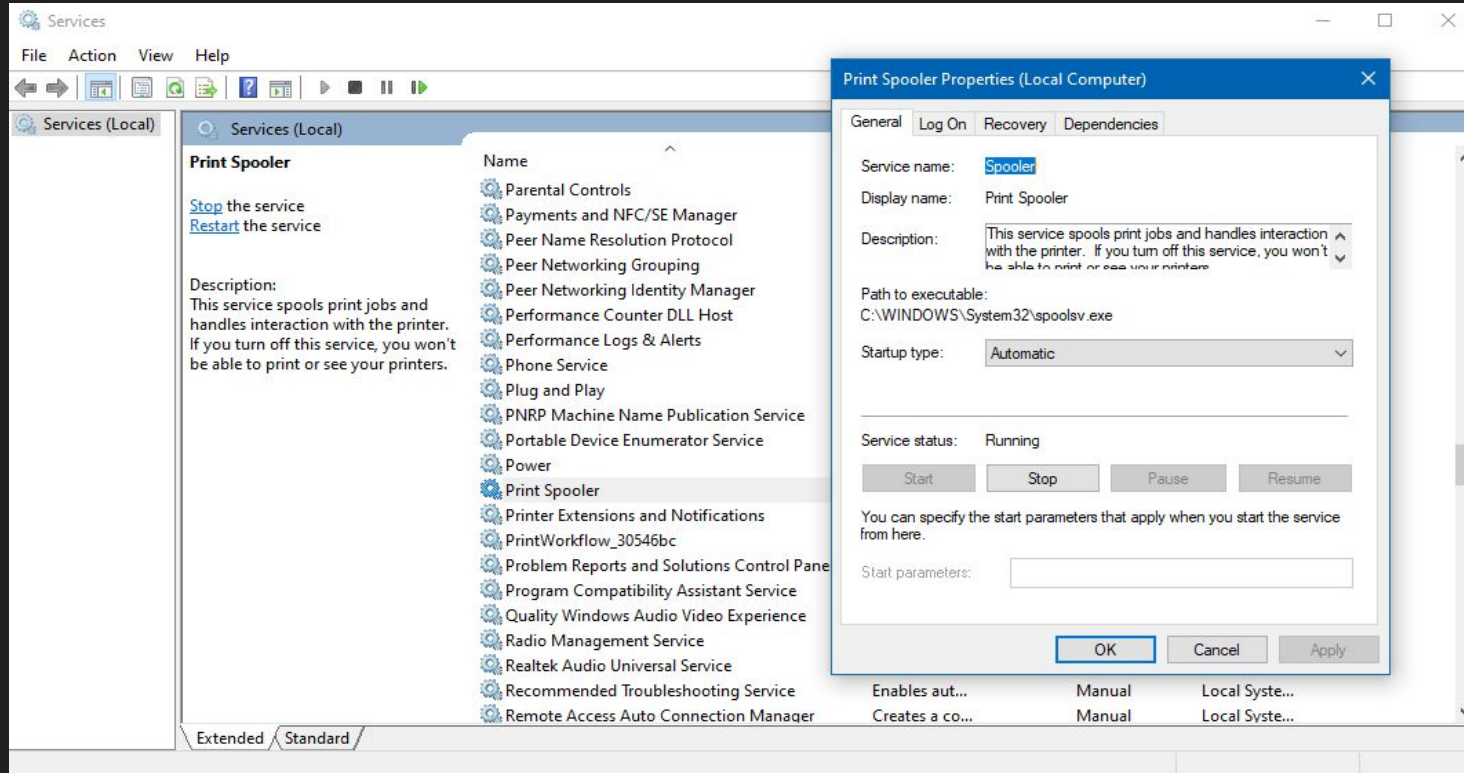 Services
File Action View Help
Services (Local)
Services (Local)
Print Spooler
Stop the service
Restart the service
Description:
This service spools print jobs and
handles interaction with the printer.
If you turn off this service, you won't
be able to print or see your printers.
Name
Parental Controls
Payments and NFC/SE Manager
Peer Name Resolution Protocol
Peer Networking Grouping
Peer Networking Identity Manager
Performance Counter DLL Host
Performance Logs & Alerts
Phone Service
Plug and Play
PNRP Machine Name Publication Service
Portable Device Enumerator Service
Power
Print Spooler
Printer Extensions and Notifications
PrintWorkflow_30546bc
Problem Reports and Solutions Control Pane
Program Compatibility Assistant Service
Quality Windows Audio Video Experience
Radio Management Service
Realtek Audio Universal Service
Recommended Troubleshooting Service Enables aut... Manual Local Syste...
Remote Access Auto Connection Manager Creates a co... Manual Local Syste...
Extended Standard
Print Spooler Properties (Local Computer)
General Log On Recovery Dependencies
Service name: Spooler
Display name: Print Spooler
Description: This service spools print jobs and handles interaction
with the printer. If you turn off this service, you won't
be able to print or see your printers
Path to executable:
C:\WINDOWS\System32\spoolsv.exe
Startup type: Automatic
Service status: Running
Start Stop Pause Resume
You can specify the start parameters that apply when you start the service
from here.
Start parameters:
OK Cancel Apply